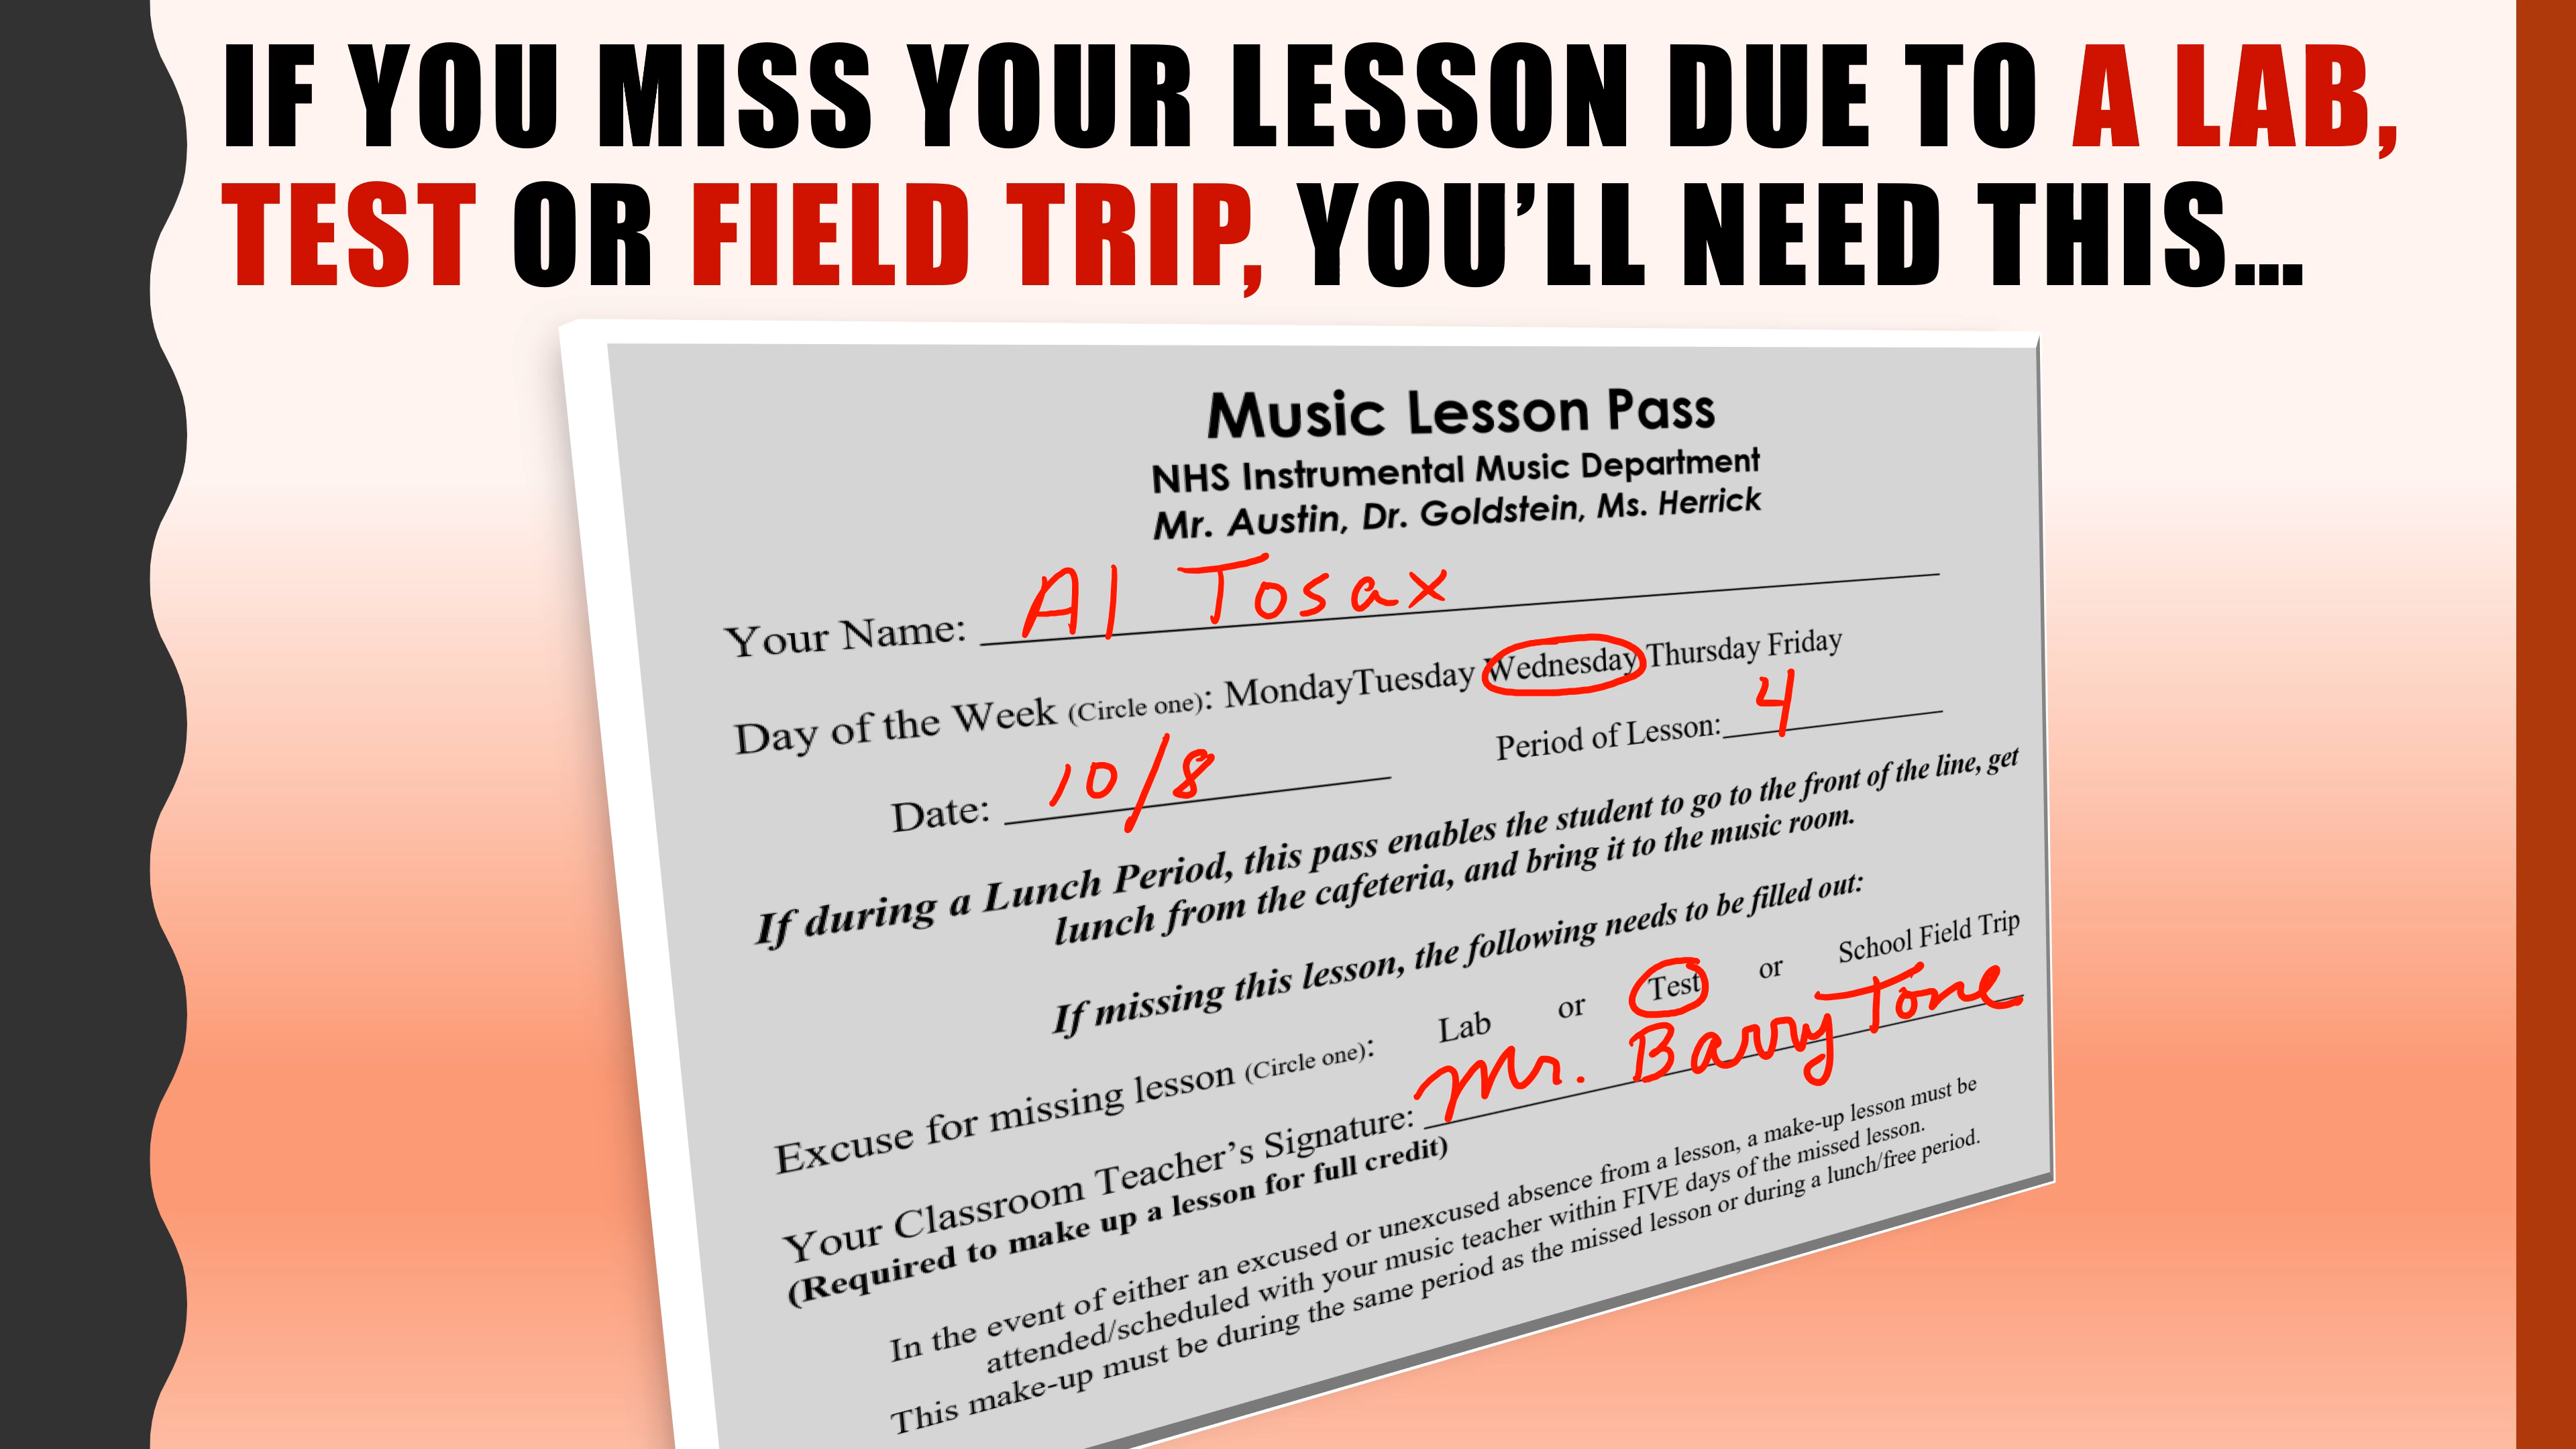 IF YOU MISS YOUR LESSON DUE TO A LAB,
TEST OR FIELD TRIP, YOU’LL NEED THIS...
Music Lesson Pass
NHS Instrumental Music Department
Mr. Austin, Dr. Goldstein, Ms. Herrick
Your Name: Al Tosax
Day of the Week (Circle one): MondayTuesday Wednesday Thursday Friday
Date: 10/8 Period of Lesson: 4
If during a Lunch Period, this pass enables the student to go to the front of the line, get
lunch from the cafeteria, and bring it to the music room.
If missing this lesson, the following needs to be filled out:
Excuse for missing lesson (Circle one): Lab or Test or School Field Trip
Your Classroom Teacher’s Signature: Mr. Barry Tone
(Required to make up a lesson for full credit)
In the event of either an excused or unexcused absence from a lesson, a make-up lesson must be
attended/scheduled with your music teacher within FIVE days of the missed lesson.
This make-up must be during the same period as the missed lesson or during a lunch/free period.